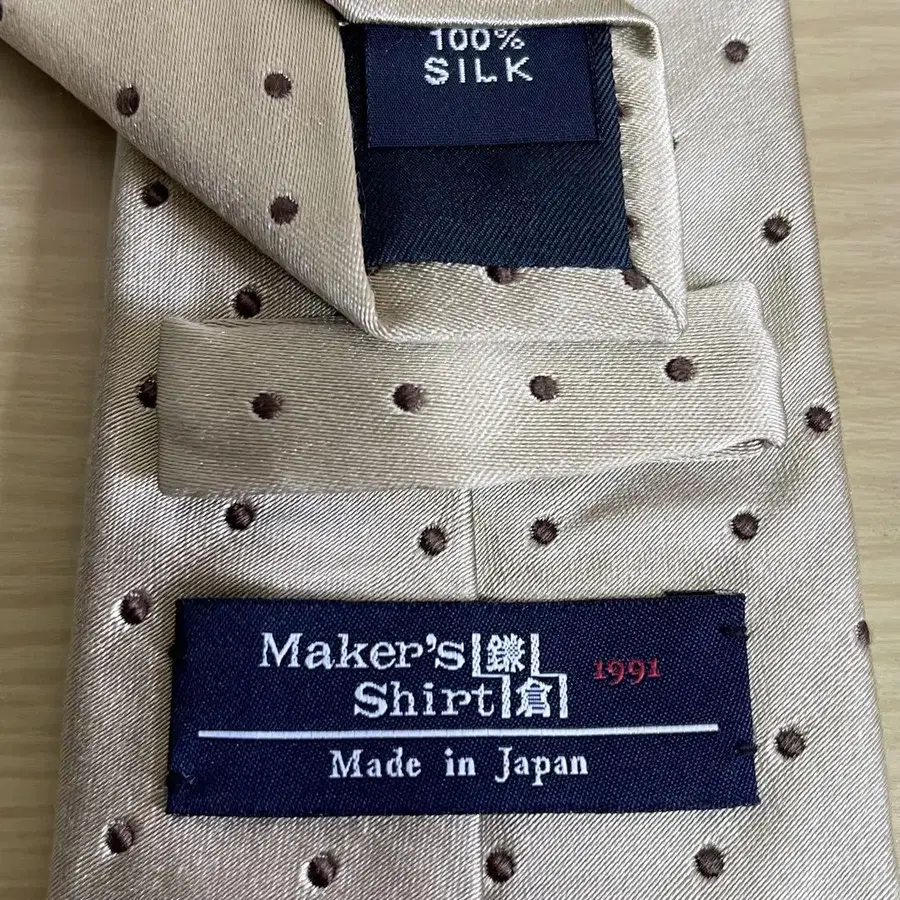 100%
SILK
Maker's 鎌
Shirt 倉
1991
Made in Japan